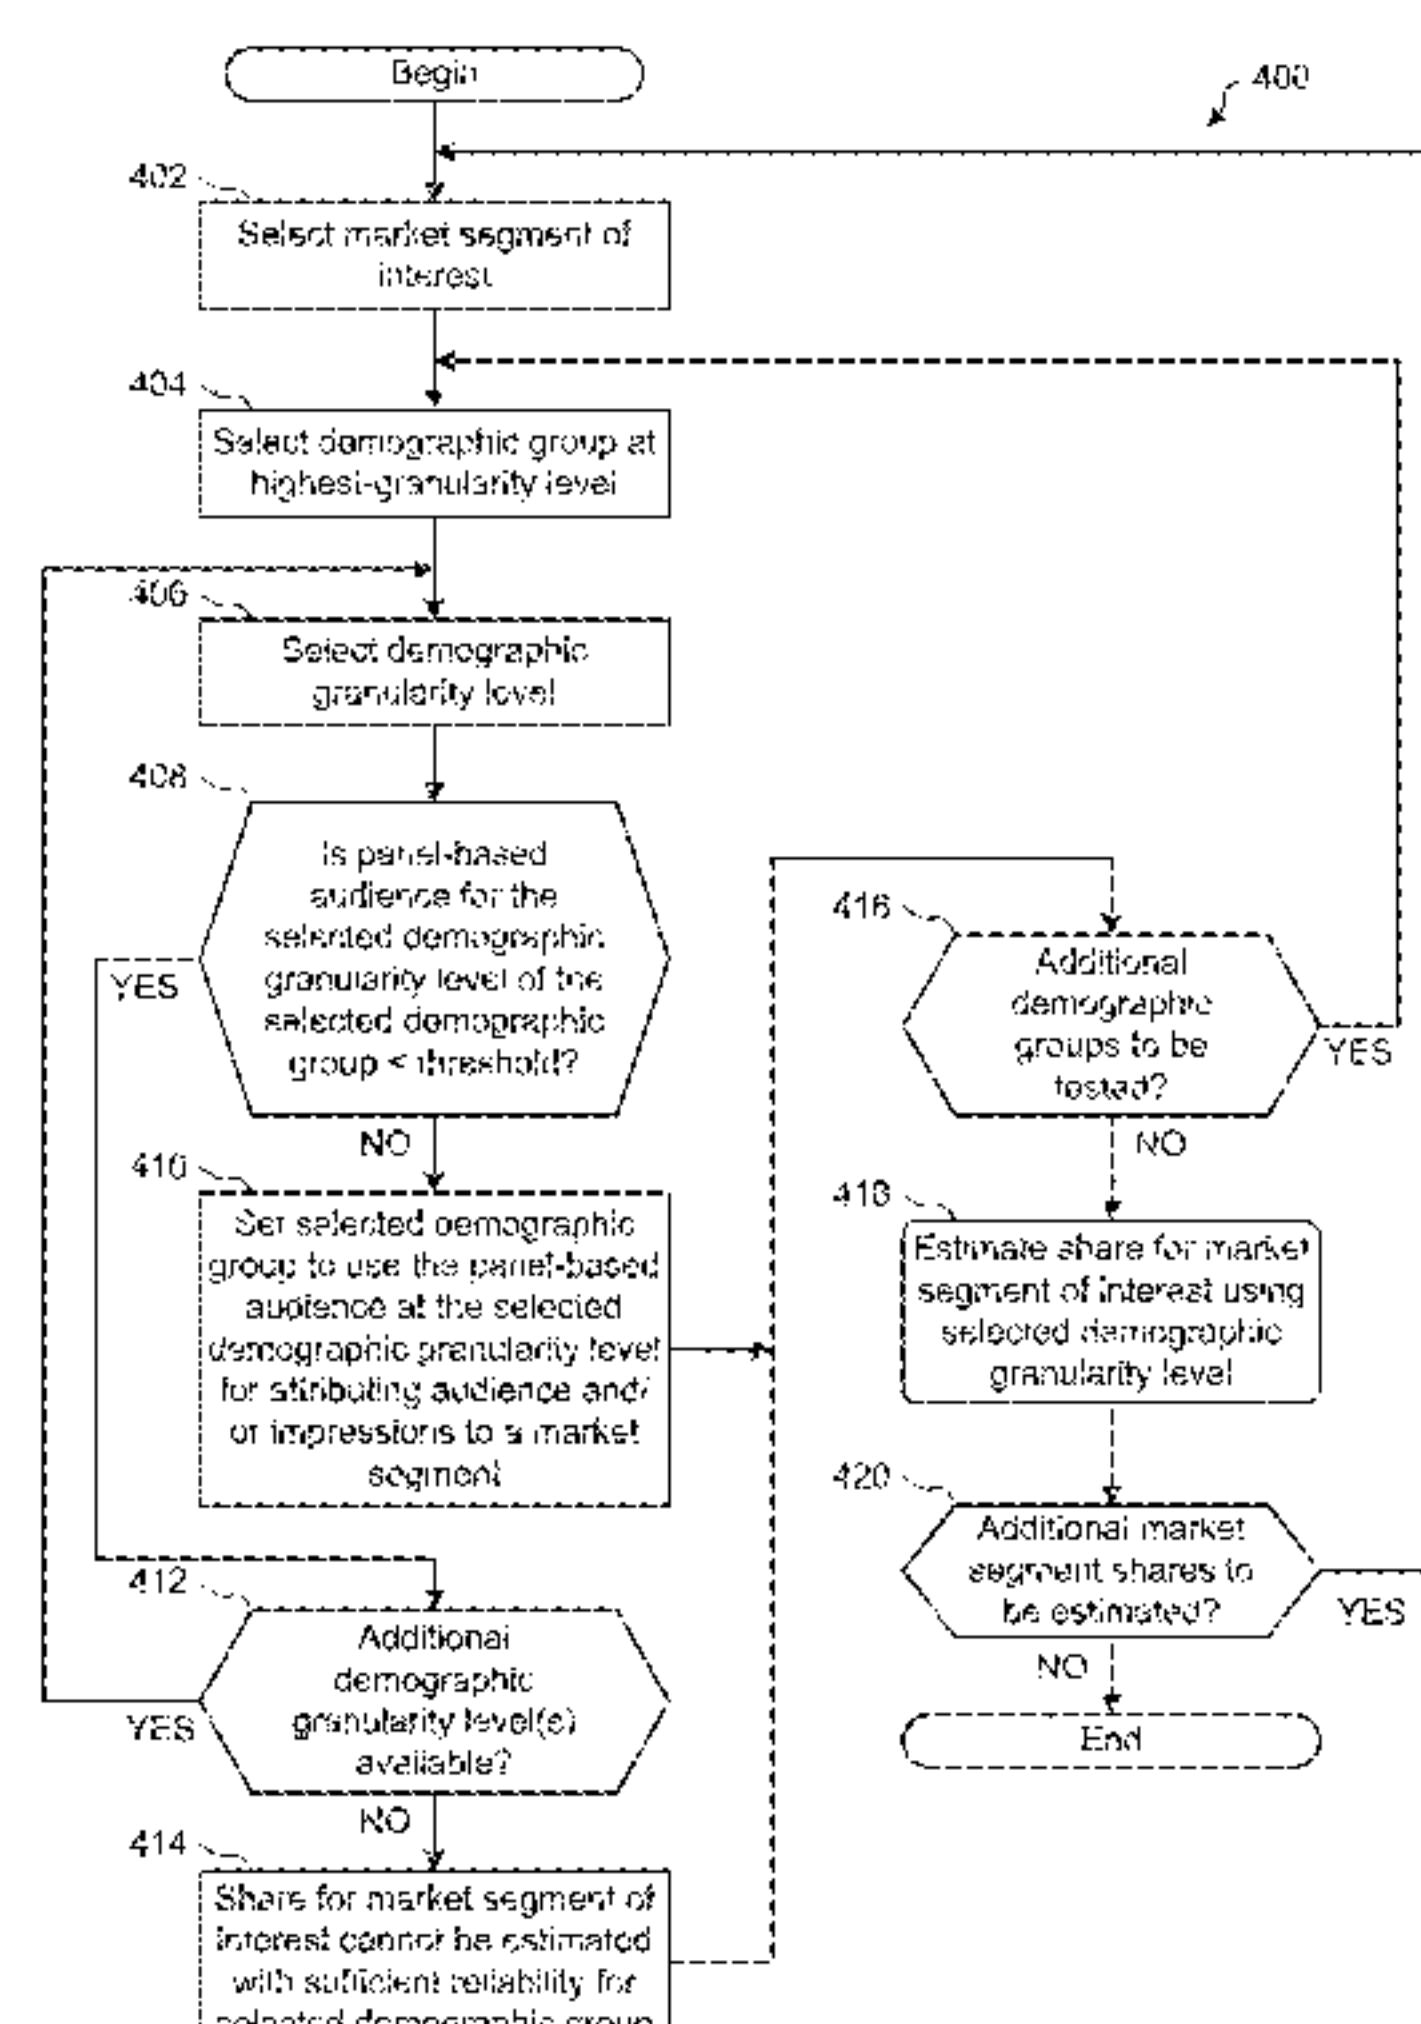 Begin
400
402
Select market segment of
interest
404
Select demographic group at
highest-granularity level
406
Select demographic
granularity level
408
Is panel-based
audience for the
selected demographic
granularity level of the
selected demographic
group < threshold?
YES
NO
410
Set selected demographic
group to use the panel-based
audience at the selected
demographic granularity level
for attributing audience and/
or impressions to a market
segment
412
Additional
demographic
granularity level(s)
available?
YES
NO
414
Share for market segment of
interest cannot be estimated
with sufficient reliability for
selected demographic group
416
Additional
demographic
groups to be
tested?
YES
NO
418
Estimate share for market
segment of interest using
selected demographic
granularity level
420
Additional market
segment shares to
be estimated?
YES
NO
End